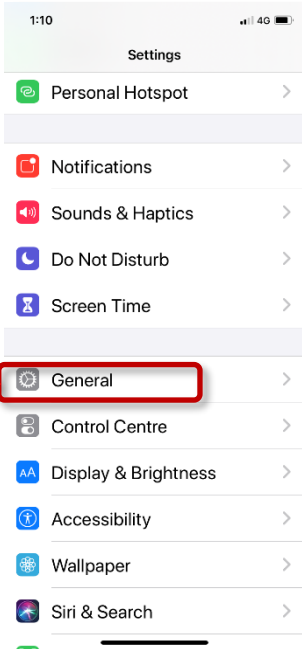 1:10 4G
Settings
Personal Hotspot
Notifications
Sounds & Haptics
Do Not Disturb
Screen Time
General
Control Centre
AA Display & Brightness
Accessibility
Wallpaper
Siri & Search